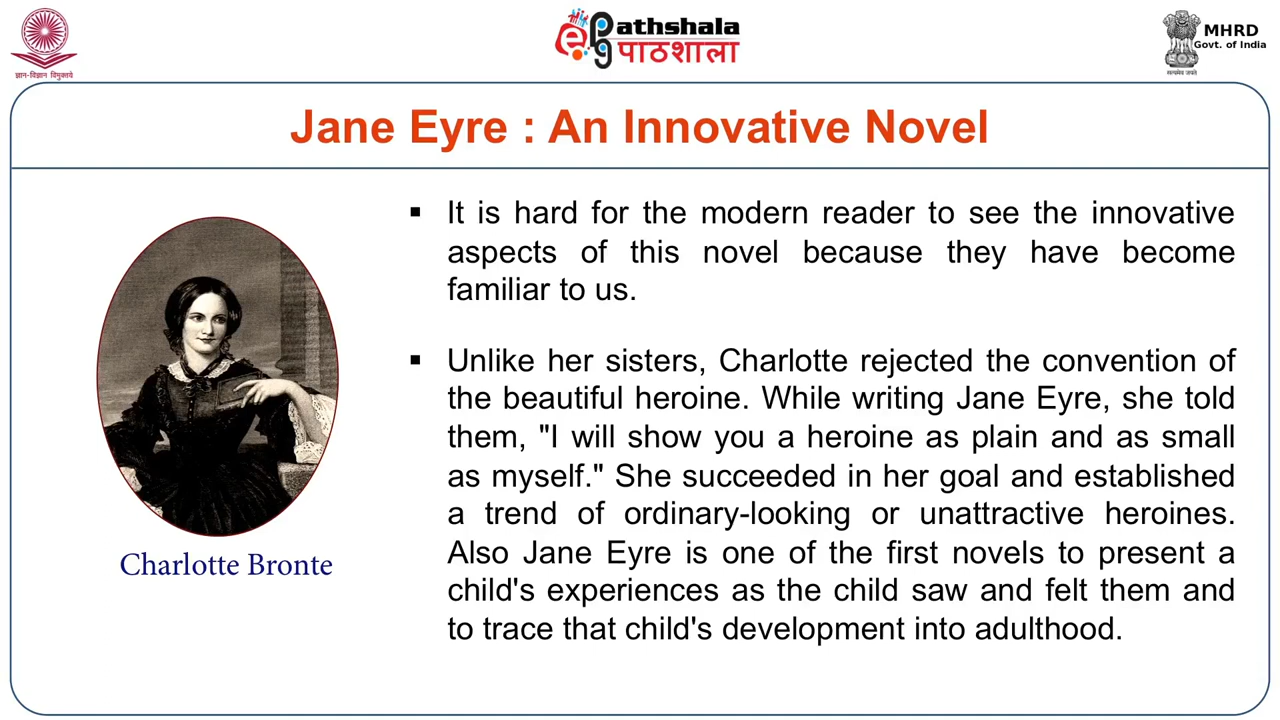 ज्ञान-विज्ञान विमुक्तये
ePathshala
पाठशाला
MHRD
Govt. of India
सत्यमेव जयते
Jane Eyre : An Innovative Novel
▪ It is hard for the modern reader to see the innovative
aspects of this novel because they have become
familiar to us.
▪ Unlike her sisters, Charlotte rejected the convention of
the beautiful heroine. While writing Jane Eyre, she told
them, "I will show you a heroine as plain and as small
as myself." She succeeded in her goal and established
a trend of ordinary-looking or unattractive heroines.
Also Jane Eyre is one of the first novels to present a
child's experiences as the child saw and felt them and
to trace that child's development into adulthood.
Charlotte Bronte